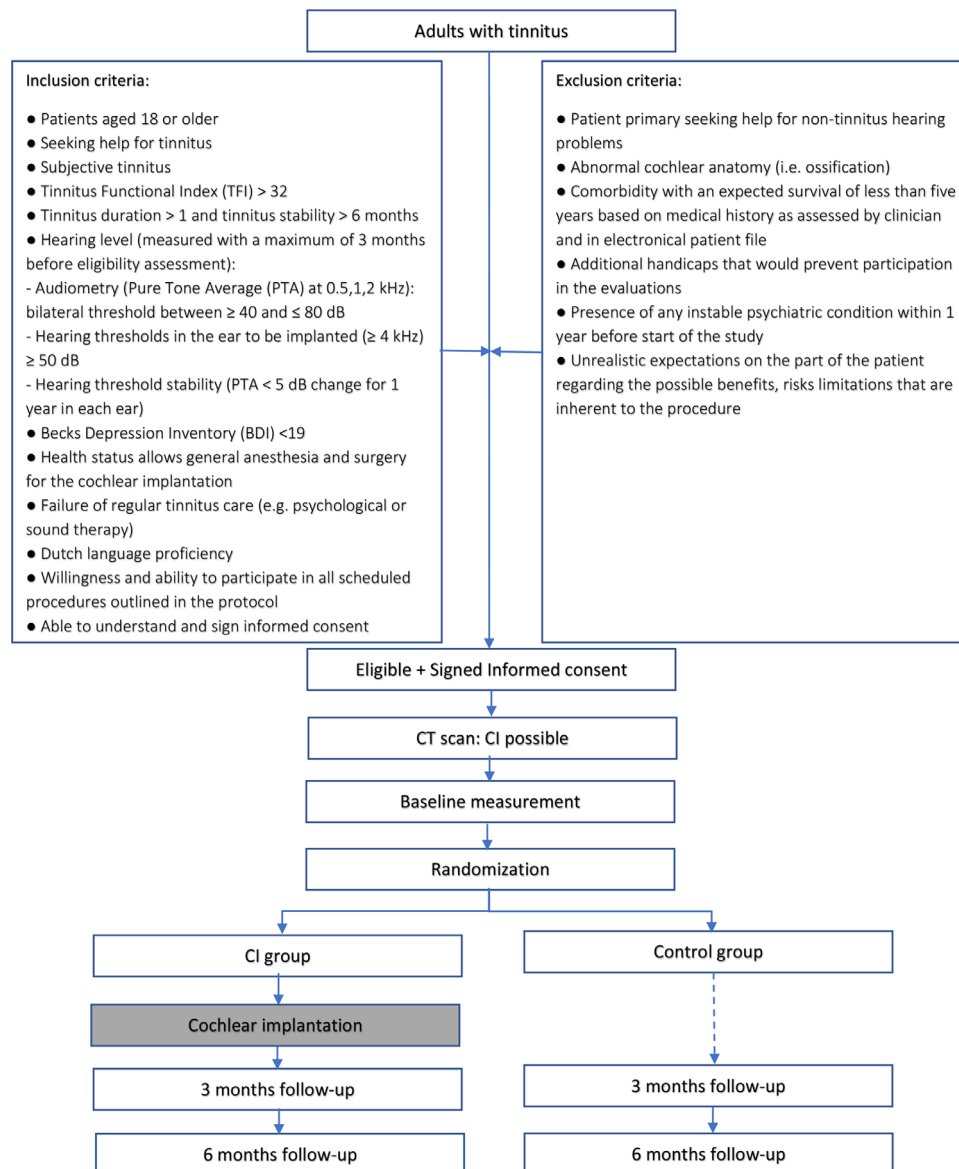 Adults with tinnitus
Inclusion criteria:
● Patients aged 18 or older
● Seeking help for tinnitus
● Subjective tinnitus
● Tinnitus Functional Index (TFI) > 32
● Tinnitus duration > 1 and tinnitus stability > 6 months
● Hearing level (measured with a maximum of 3 months
before eligibility assessment):
- Audiometry (Pure Tone Average (PTA) at 0.5,1,2 kHz):
bilateral threshold between ≥ 40 and ≤ 80 dB
- Hearing thresholds in the ear to be implanted (≥ 4 kHz)
≥ 50 dB
- Hearing threshold stability (PTA < 5 dB change for 1
year in each ear)
● Becks Depression Inventory (BDI) <19
● Health status allows general anesthesia and surgery
for the cochlear implantation
● Failure of regular tinnitus care (e.g. psychological or
sound therapy)
● Dutch language proficiency
● Willingness and ability to participate in all scheduled
procedures outlined in the protocol
● Able to understand and sign informed consent
Exclusion criteria:
● Patient primary seeking help for non-tinnitus hearing
problems
● Abnormal cochlear anatomy (i.e. ossification)
● Comorbidity with an expected survival of less than five
years based on medical history as assessed by clinician
and in electronical patient file
● Additional handicaps that would prevent participation
in the evaluations
● Presence of any instable psychiatric condition within 1
year before start of the study
● Unrealistic expectations on the part of the patient
regarding the possible benefits, risks limitations that are
inherent to the procedure
Eligible + Signed Informed consent
CT scan: CI possible
Baseline measurement
Randomization
CI group
Control group
Cochlear implantation
3 months follow-up
3 months follow-up
6 months follow-up
6 months follow-up